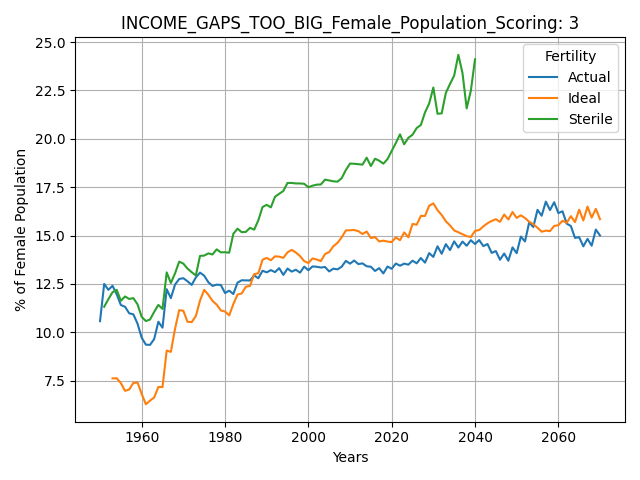 INCOME_GAPS_TOO_BIG_Female_Population_Scoring: 3
25.0
22.5
20.0
17.5
15.0
12.5
10.0
7.5
% of Female Population
Fertility
Actual
Ideal
Sterile
1960
1980
2000
2020
2040
2060
Years